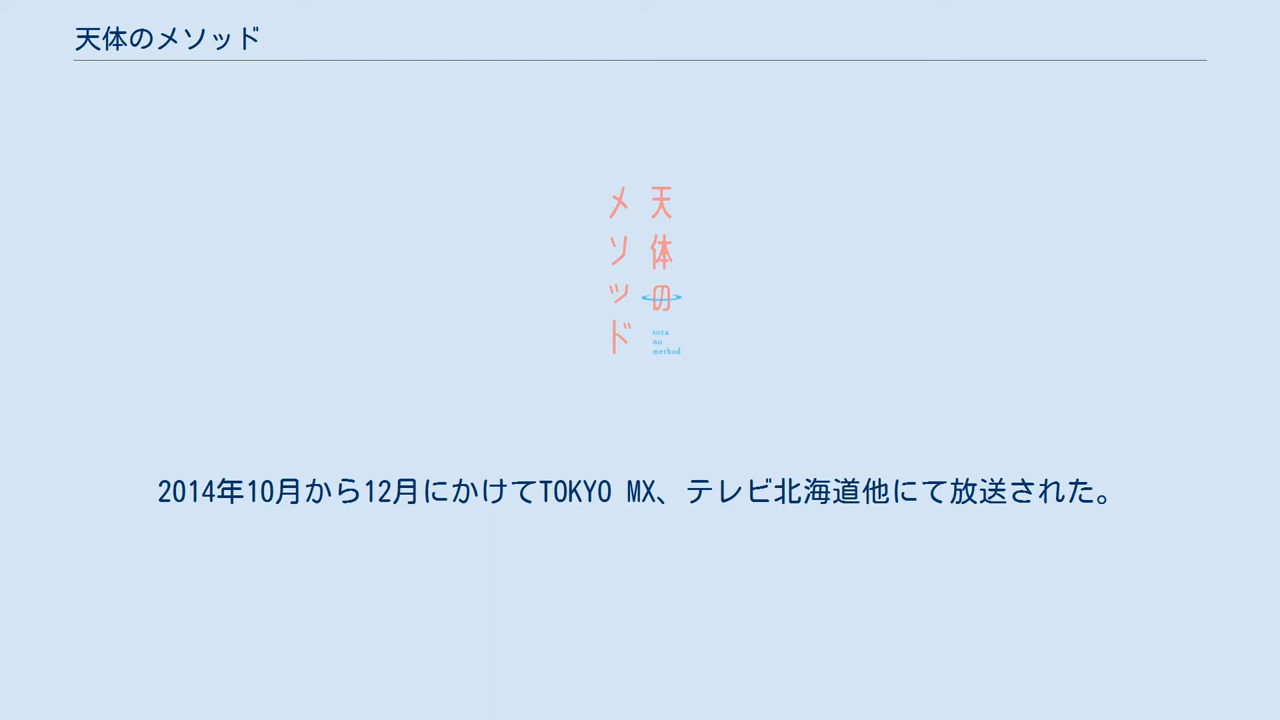 天体のメソッド
天体の
メソッド
sora
no
method
2014年10月から12月にかけてTOKYO MX、テレビ北海道他にて放送された。